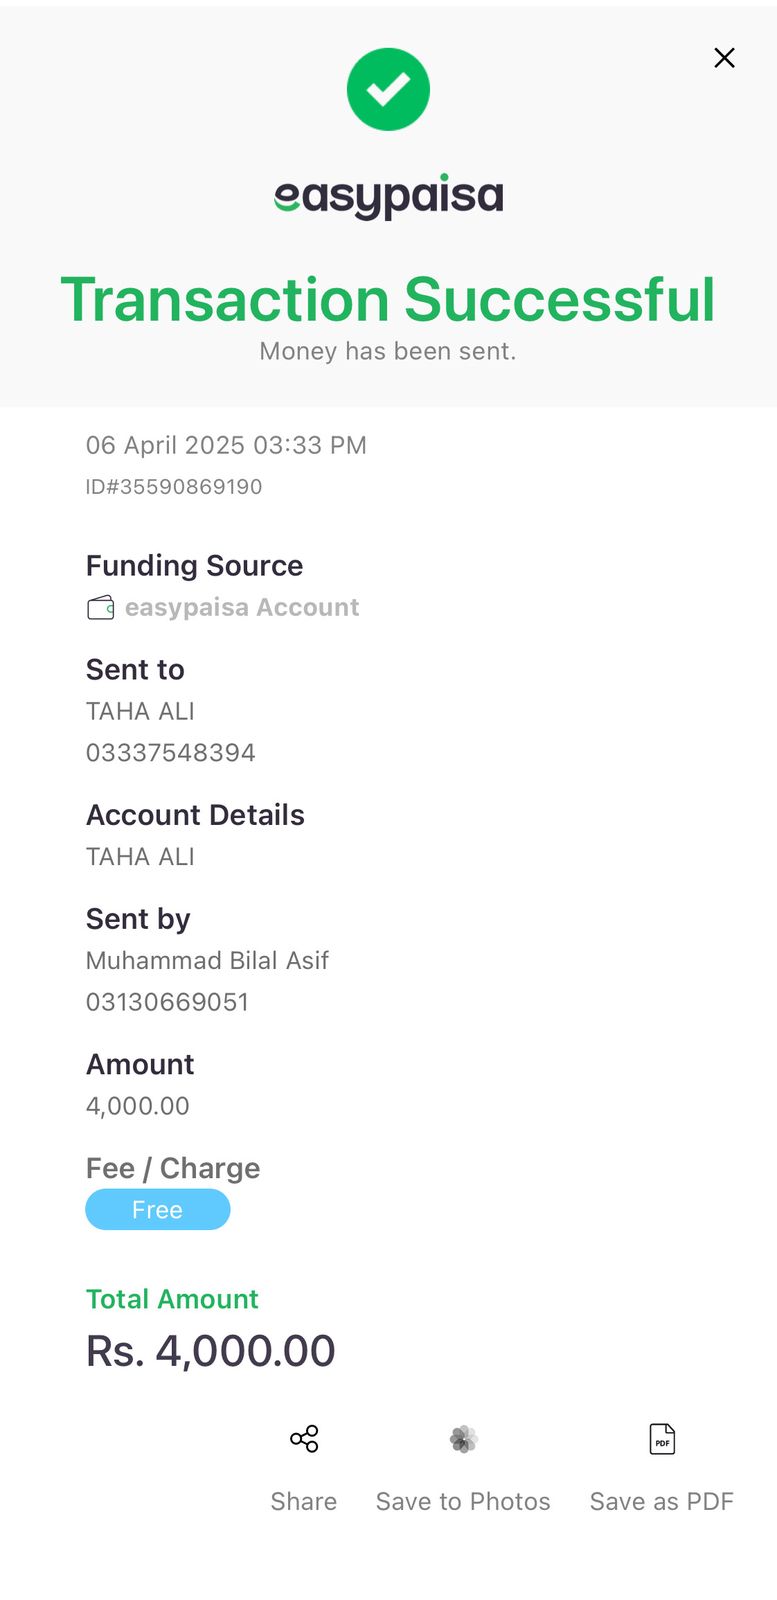 easypaisa
Transaction Successful
Money has been sent.
06 April 2025 03:33 PM
ID#35590869190
Funding Source
easypaisa Account
Sent to
TAHA ALI
03337548394
Account Details
TAHA ALI
Sent by
Muhammad Bilal Asif
03130669051
Amount
4,000.00
Fee / Charge
Free
Total Amount
Rs. 4,000.00
PDF
Share Save to Photos Save as PDF